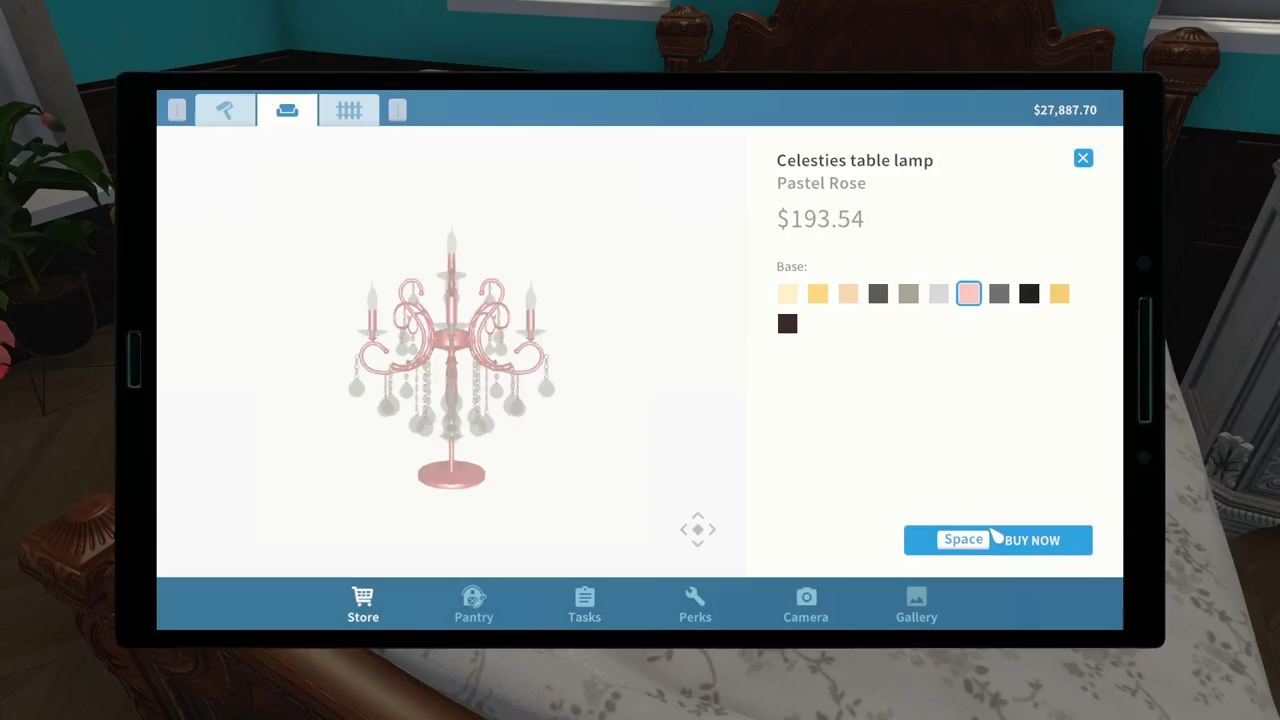 $27,887.70
Celesties table lamp
Pastel Rose
$193.54
Base:
Space BUY NOW
Store Pantry Tasks Perks Camera Gallery